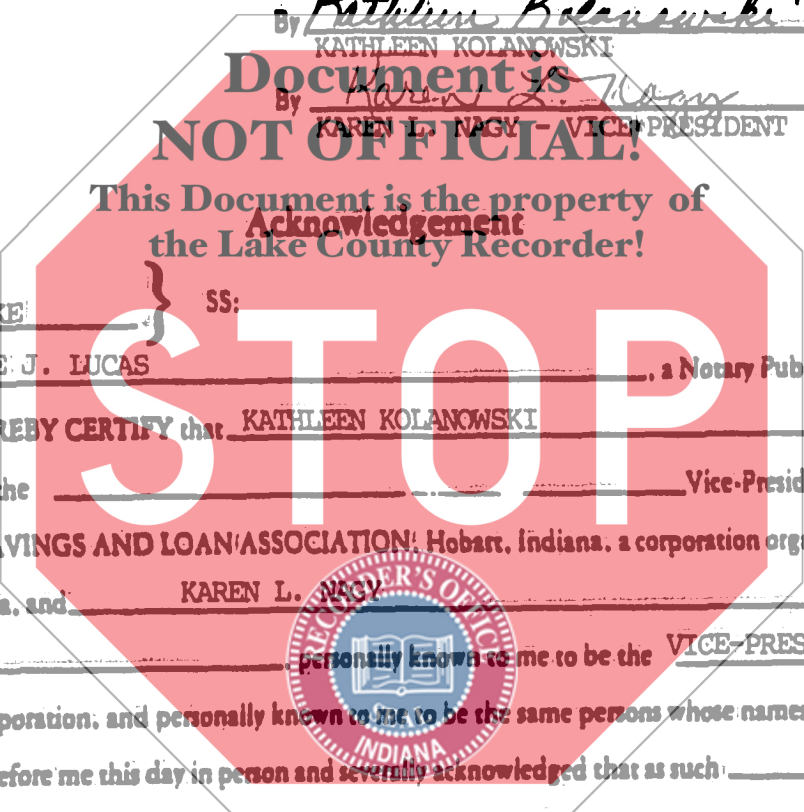 By Kathleen Kolanowski
KATHLEEN KOLANOWSKI
Document is
By Karen L. Nagy
KAREN L. NAGY - VICE PRESIDENT
NOT OFFICIAL!
This Document is the property of
Acknowledgement
the Lake County Recorder!
KE } SS:
E J. LUCAS , a Notary Pub
REBY CERTIFY that KATHLEEN KOLANOWSKI
STOP
the Vice-Presid
VINGS AND LOAN ASSOCIATION, Hobart, Indiana, a corporation orga
a, and KAREN L. NAGY
RECORDER'S OFFICE
, personally known to me to be the VICE-PRES
poration, and personally known to me to be the same persons whose names
SEAL
INDIANA
efore me this day in person and severally acknowledged that as such